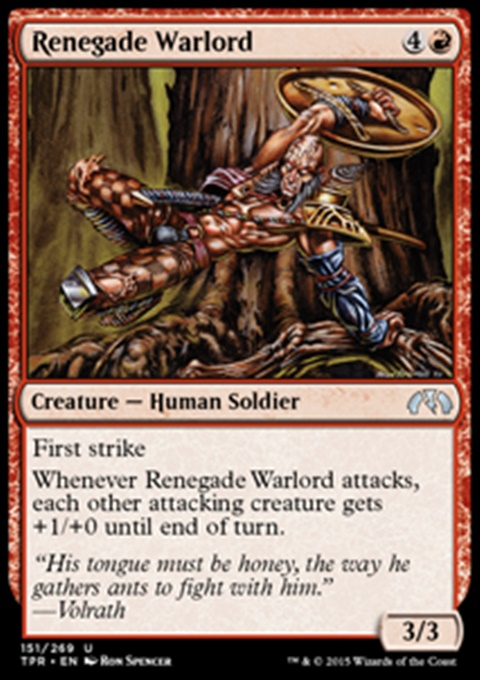 Renegade Warlord 4
Creature — Human Soldier
First strike
Whenever Renegade Warlord attacks,
each other attacking creature gets
+1/+0 until end of turn.
“His tongue must be honey, the way he
gathers ants to fight with him.”
—Volrath
3/3
151/269 U
TPR • EN Ron Spencer
™ & © 2015 Wizards of the Coast